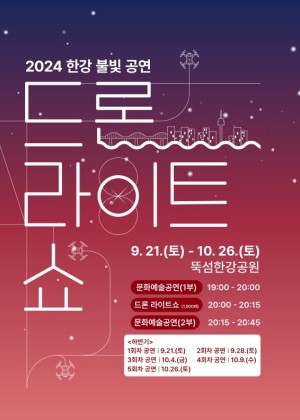 2024 한강 불빛 공연
드론
라이트
쇼
9. 21.(토) - 10. 26.(토)
뚝섬한강공원
문화예술공연(1부) 19:00 - 20:00
드론 라이트쇼 20:00 - 20:15
문화예술공연(2부) 20:15 - 20:45
<하반기>
1회차 공연 | 9.21.(토) 2회차 공연 | 9.28.(토)
3회차 공연 | 10.4.(금) 4회차 공연 | 10.9.(수)
5회차 공연 | 10.26.(토)